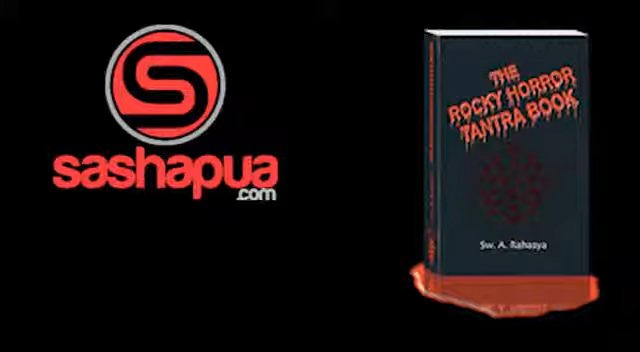 S
sashapua
.com
THE
ROCKY HORROR
TANTRA BOOK
Sw. A. Rahasya